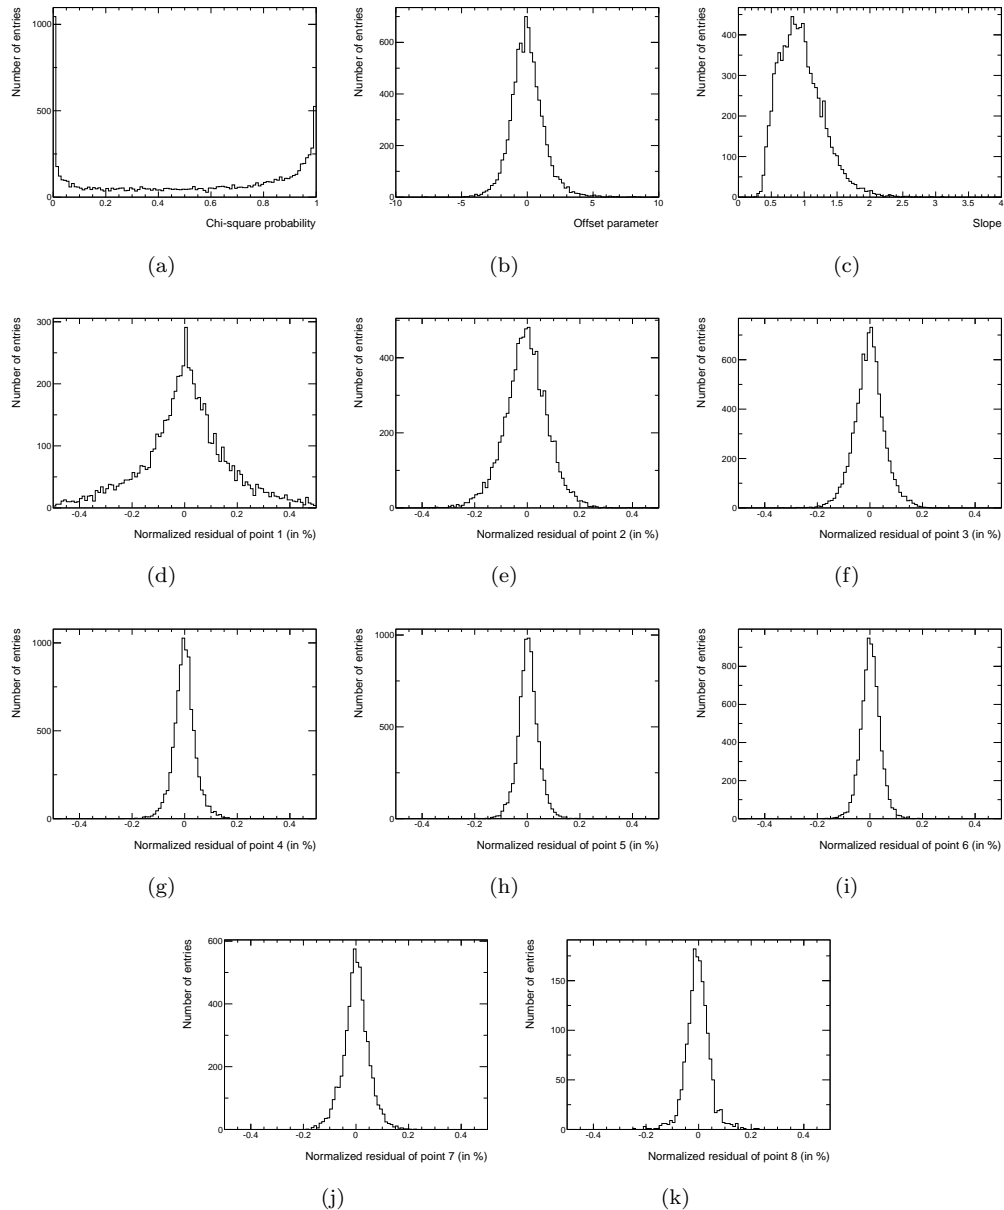 Number of entries
1000
500
0
0 0.2 0.4 0.6 0.8 1
Chi-square probability
(a)
Number of entries
600
400
200
0
-10 -5 0 5 10
Offset parameter
(b)
Number of entries
400
300
200
100
0
0 0.5 1 1.5 2 2.5 3 3.5 4
Slope
(c)
Number of entries
300
200
100
0
-0.4 -0.2 0 0.2 0.4
Normalized residual of point 1 (in %)
(d)
Number of entries
400
200
0
-0.4 -0.2 0 0.2 0.4
Normalized residual of point 2 (in %)
(e)
Number of entries
600
400
200
0
-0.4 -0.2 0 0.2 0.4
Normalized residual of point 3 (in %)
(f)
Number of entries
1000
500
0
-0.4 -0.2 0 0.2 0.4
Normalized residual of point 4 (in %)
(g)
Number of entries
1000
500
0
-0.4 -0.2 0 0.2 0.4
Normalized residual of point 5 (in %)
(h)
Number of entries
800
600
400
200
0
-0.4 -0.2 0 0.2 0.4
Normalized residual of point 6 (in %)
(i)
Number of entries
600
400
200
0
-0.4 -0.2 0 0.2 0.4
Normalized residual of point 7 (in %)
(j)
Number of entries
150
100
50
0
-0.4 -0.2 0 0.2 0.4
Normalized residual of point 8 (in %)
(k)